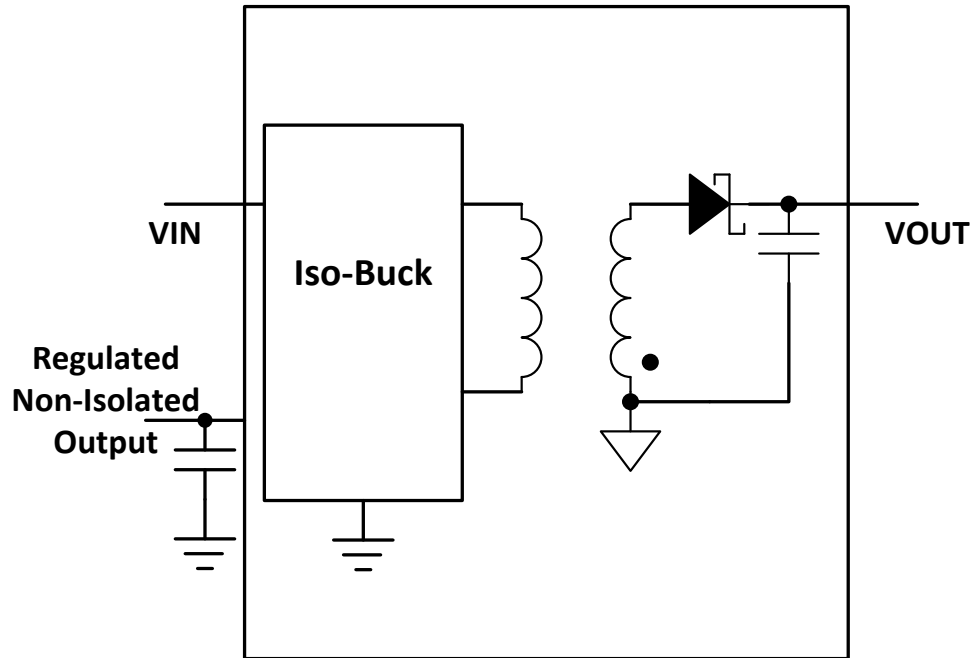 VIN
Iso-Buck
VOUT
Regulated
Non-Isolated
Output